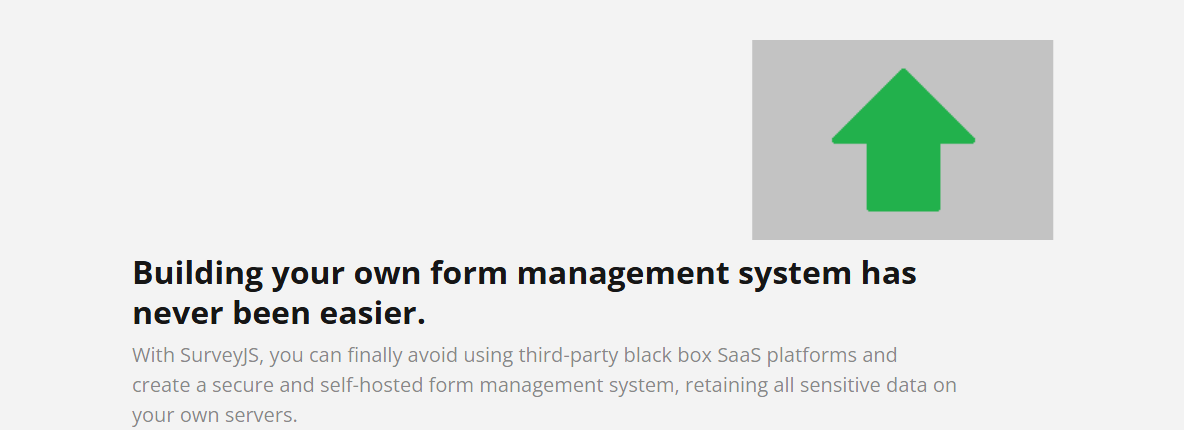 Building your own form management system has
never been easier.
With SurveyJS, you can finally avoid using third-party black box SaaS platforms and
create a secure and self-hosted form management system, retaining all sensitive data on
your own servers.